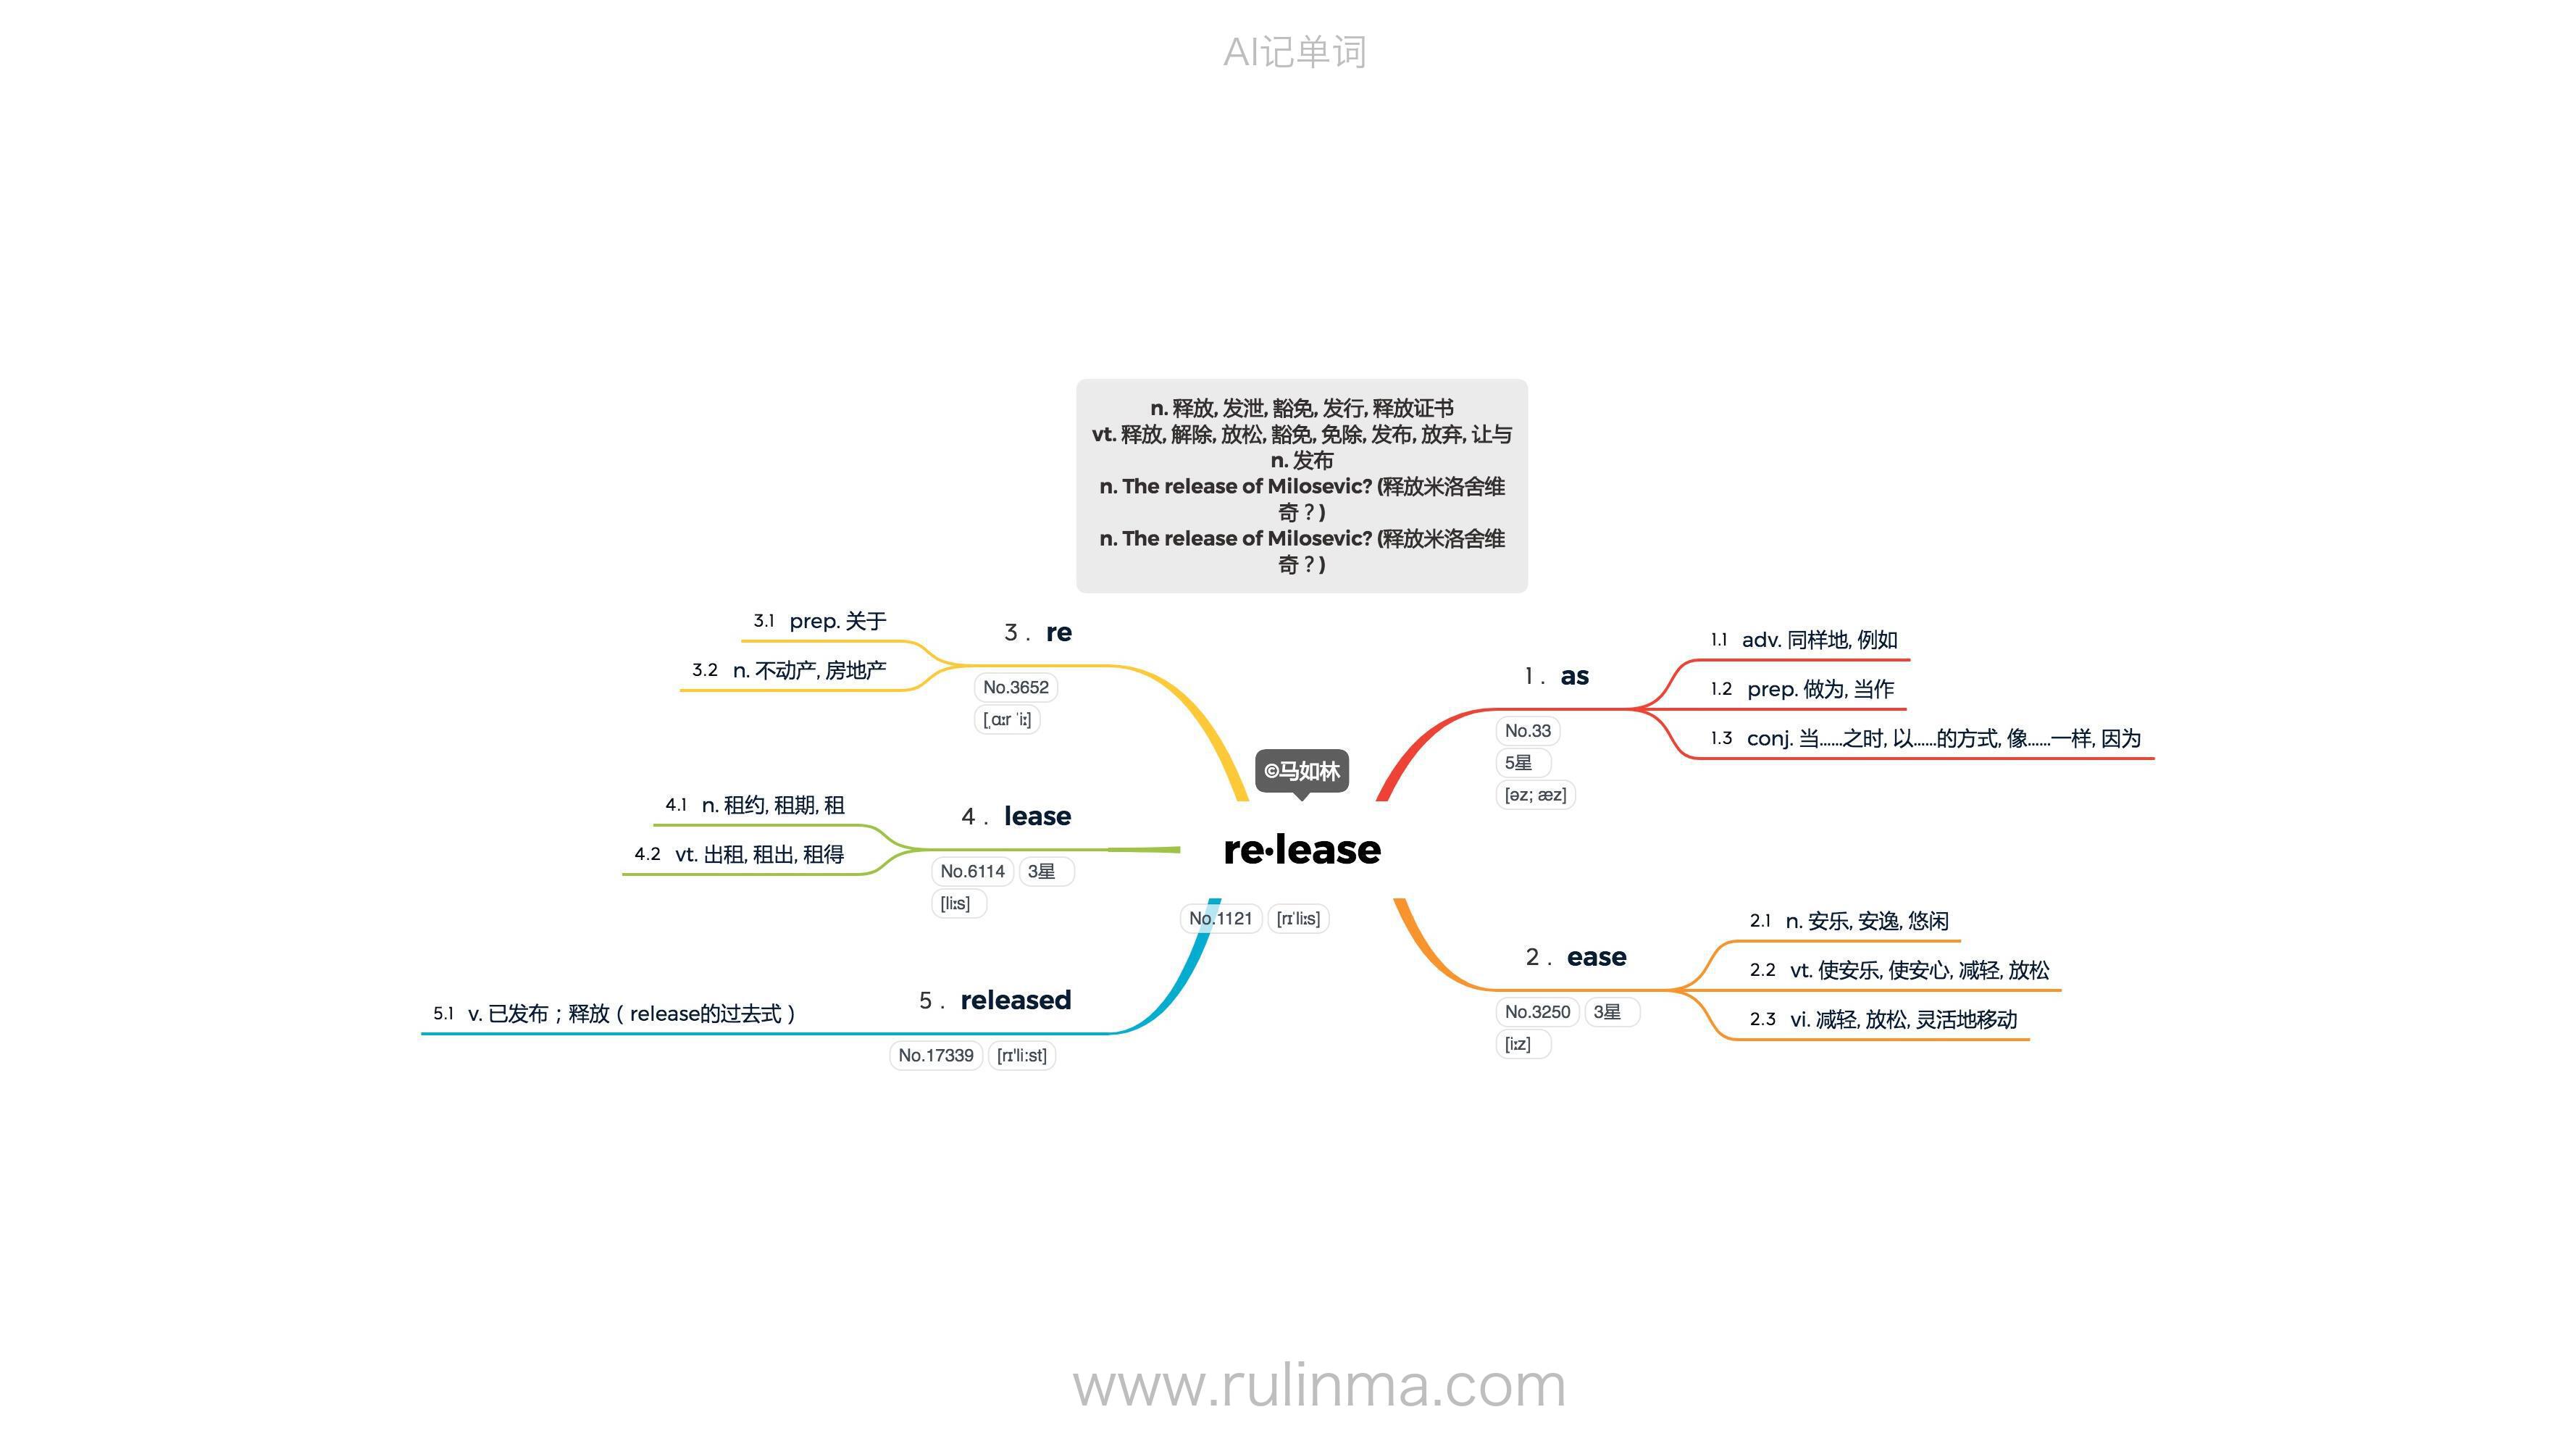 AI记单词
n. 释放, 发泄, 豁免, 发行, 释放证书
vt. 释放, 解除, 放松, 豁免, 免除, 发布, 放弃, 让与
n. 发布
n. The release of Milosevic? (释放米洛舍维
奇？)
n. The release of Milosevic? (释放米洛舍维
奇？)
©马如林
re·lease
No.1121 [rɪˈliːs]
1 . as
No.33
5星
[əz; æz]
1.1 adv. 同样地, 例如
1.2 prep. 做为, 当作
1.3 conj. 当......之时, 以......的方式, 像......一样, 因为
2 . ease
No.3250 3星
[iːz]
2.1 n. 安乐, 安逸, 悠闲
2.2 vt. 使安乐, 使安心, 减轻, 放松
2.3 vi. 减轻, 放松, 灵活地移动
3 . re
No.3652
[ˌɑːr ˈiː]
3.1 prep. 关于
3.2 n. 不动产, 房地产
4 . lease
No.6114 3星
[liːs]
4.1 n. 租约, 租期, 租
4.2 vt. 出租, 租出, 租得
5 . released
No.17339 [rɪ'li:st]
5.1 v. 已发布；释放（release的过去式）
www.rulinma.com